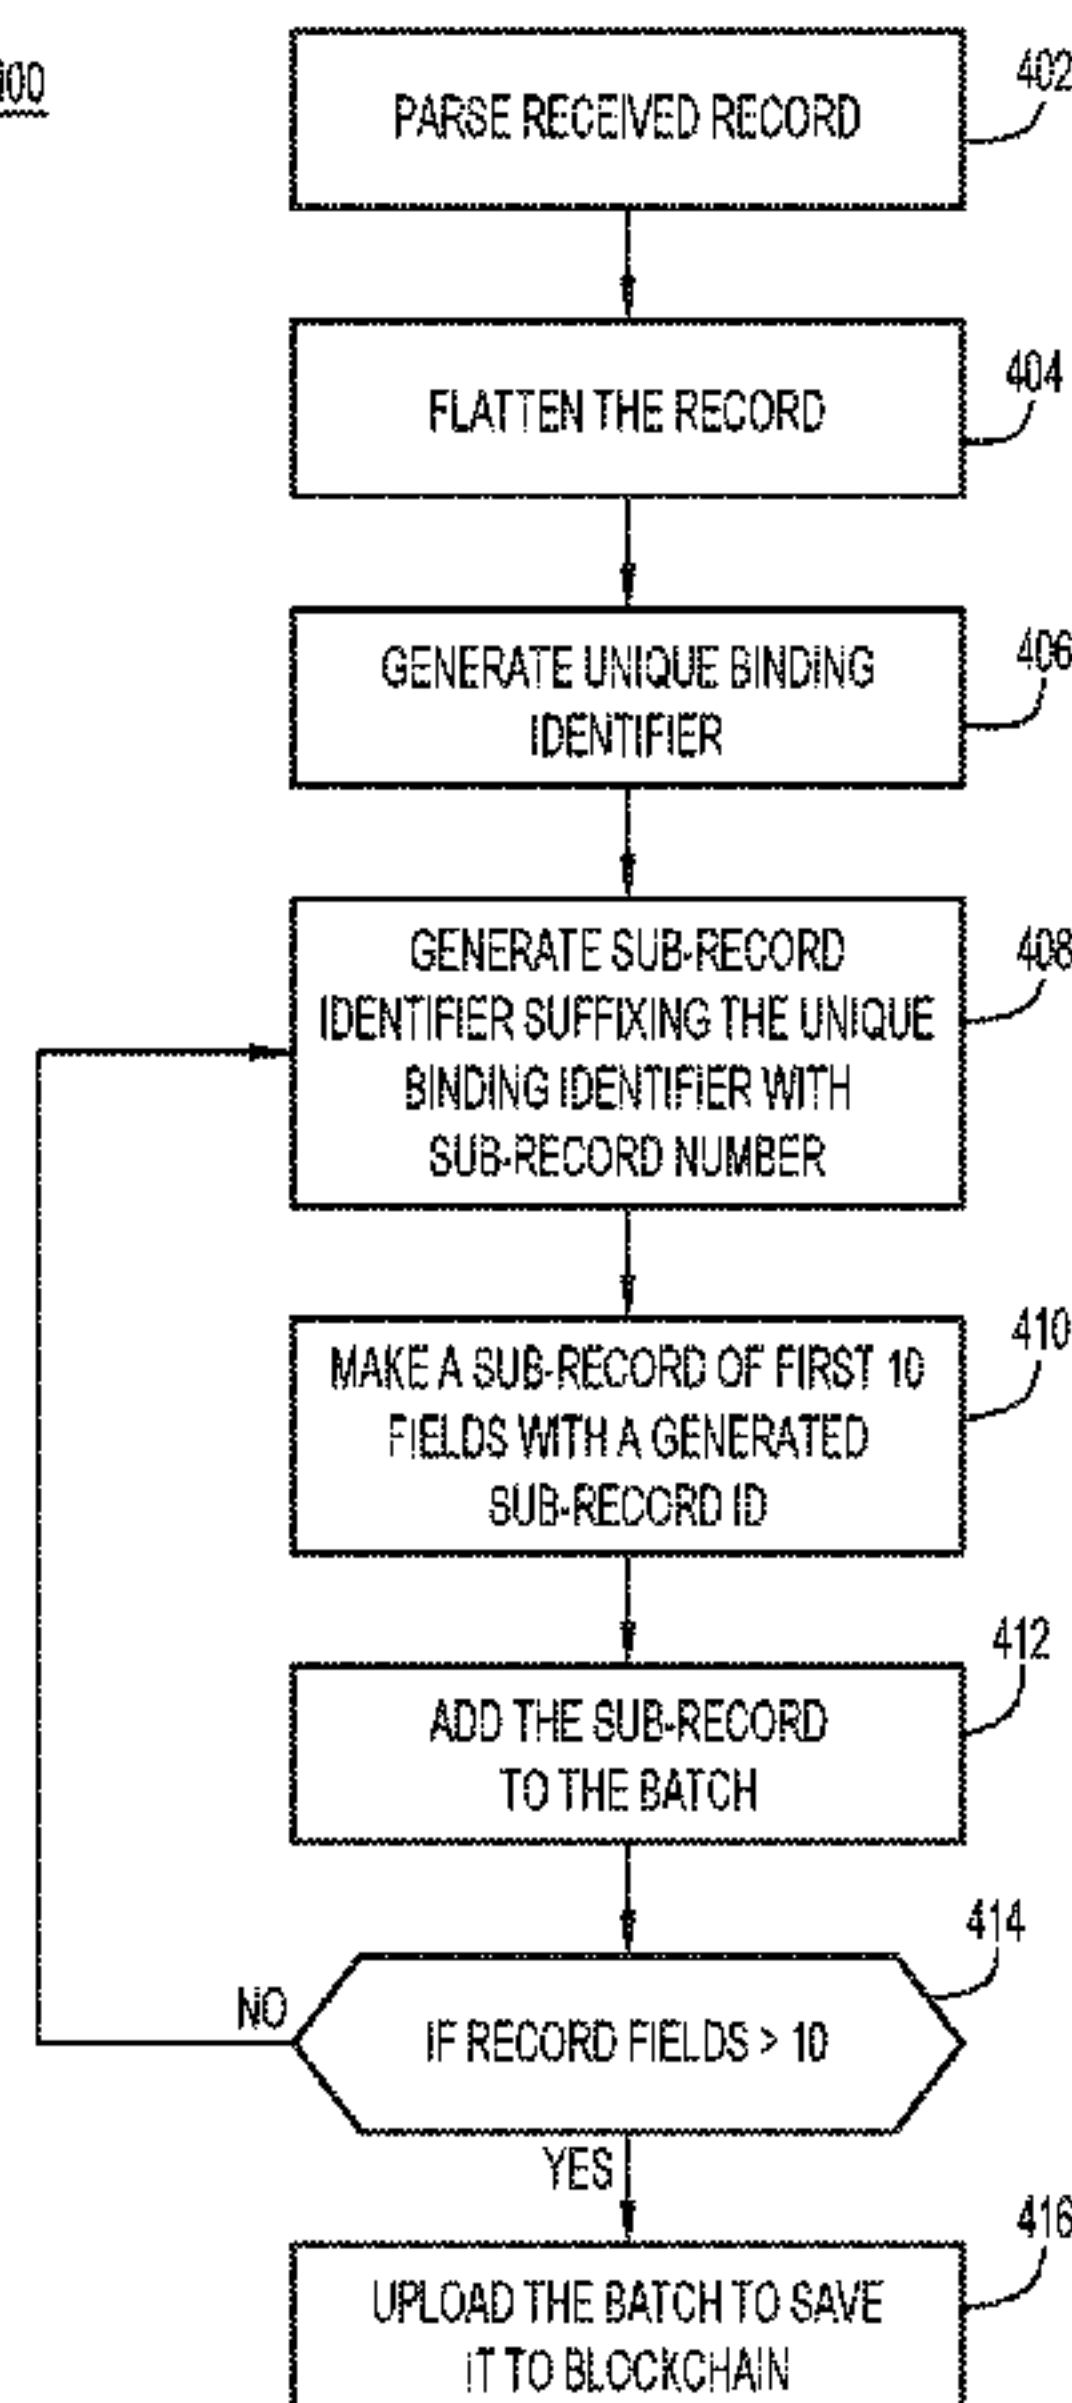 402
PARSE RECEIVED RECORD
404
FLATTEN THE RECORD
406
GENERATE UNIQUE BINDING
IDENTIFIER
408
GENERATE SUB-RECORD
IDENTIFIER SUFFIXING THE UNIQUE
BINDING IDENTIFIER WITH
SUB-RECORD NUMBER
410
MAKE A SUB-RECORD OF FIRST 10
FIELDS WITH A GENERATED
SUB-RECORD ID
412
ADD THE SUB-RECORD
TO THE BATCH
414
NO
IF RECORD FIELDS > 10
YES
416
UPLOAD THE BATCH TO SAVE
IT TO BLOCKCHAIN